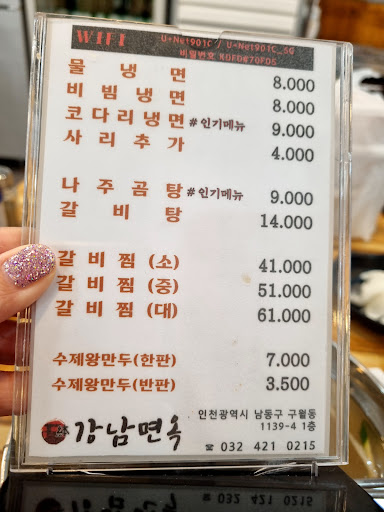 WIFI U+Net901C / U+Net901C_5G
비밀번호
물냉면 8.000
비빔냉면 8.000
코다리냉면 #인기메뉴 9.000
사리추가 4.000
나주곰탕 #인기메뉴 9.000
갈비탕 14.000
갈비찜 (소) 41.000
갈비찜 (중) 51.000
갈비찜 (대) 61.000
수제왕만두(한판) 7.000
수제왕만두(반판) 3.500
강남면옥
인천광역시 남동구 구월동
1139-4 1층
☎ 032 421 0215